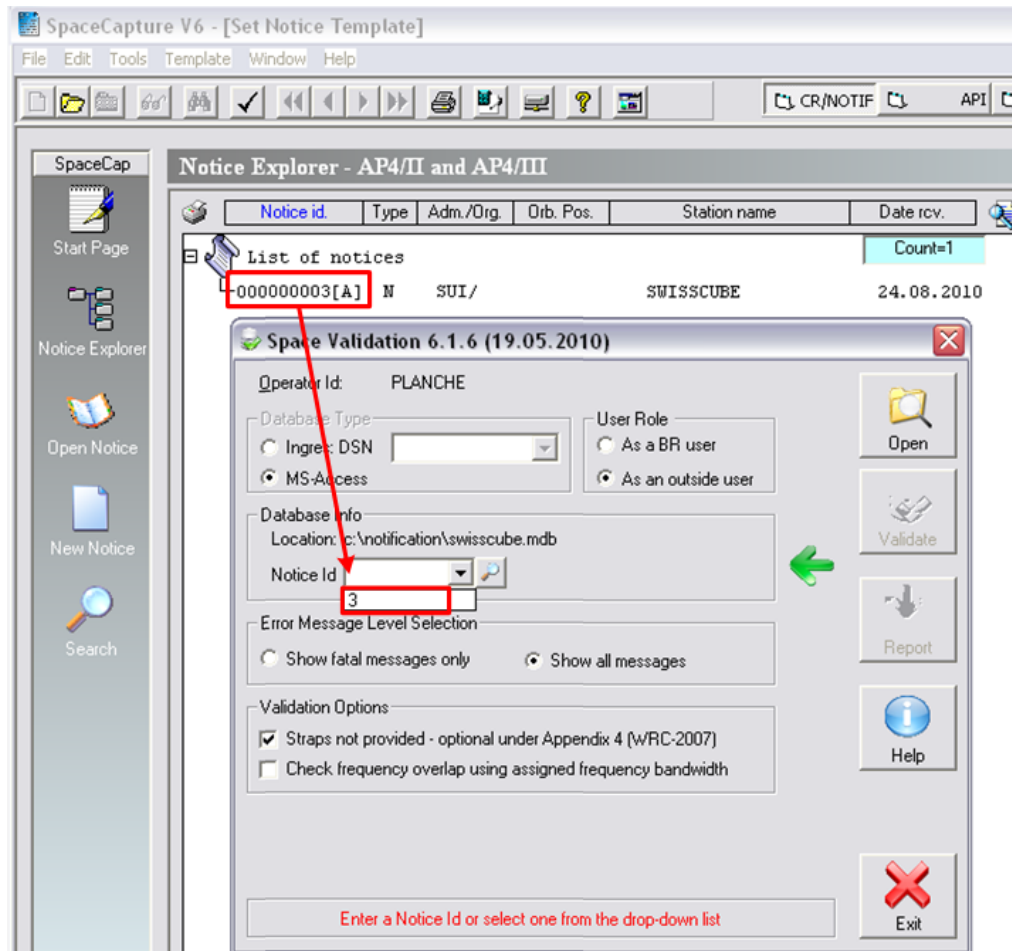 SpaceCapture V6 - [Set Notice Template]
File Edit Tools Template Window Help
CR/NOTIF API
SpaceCap
Notice Explorer - AP4/II and AP4/III
Notice id. Type Adm./Org. Orb. Pos. Station name Date rcv.
Start Page
List of notices Count=1
000000003[A] N SUI/ SWISSCUBE 24.08.2010
Notice Explorer
Space Validation 6.1.6 (19.05.2010)
Operator Id: PLANCHE
Database Type User Role
Ingres: DSN As a BR user
Open
Open Notice
MS-Access As an outside user
Database Info
Location: c:\notification\swisscube.mdb
Validate
New Notice
Notice Id
3
Error Message Level Selection
Show fatal messages only Show all messages
Report
Search
Validation Options
Straps not provided - optional under Appendix 4 (WRC-2007)
Help
Check frequency overlap using assigned frequency bandwidth
Enter a Notice Id or select one from the drop-down list
Exit